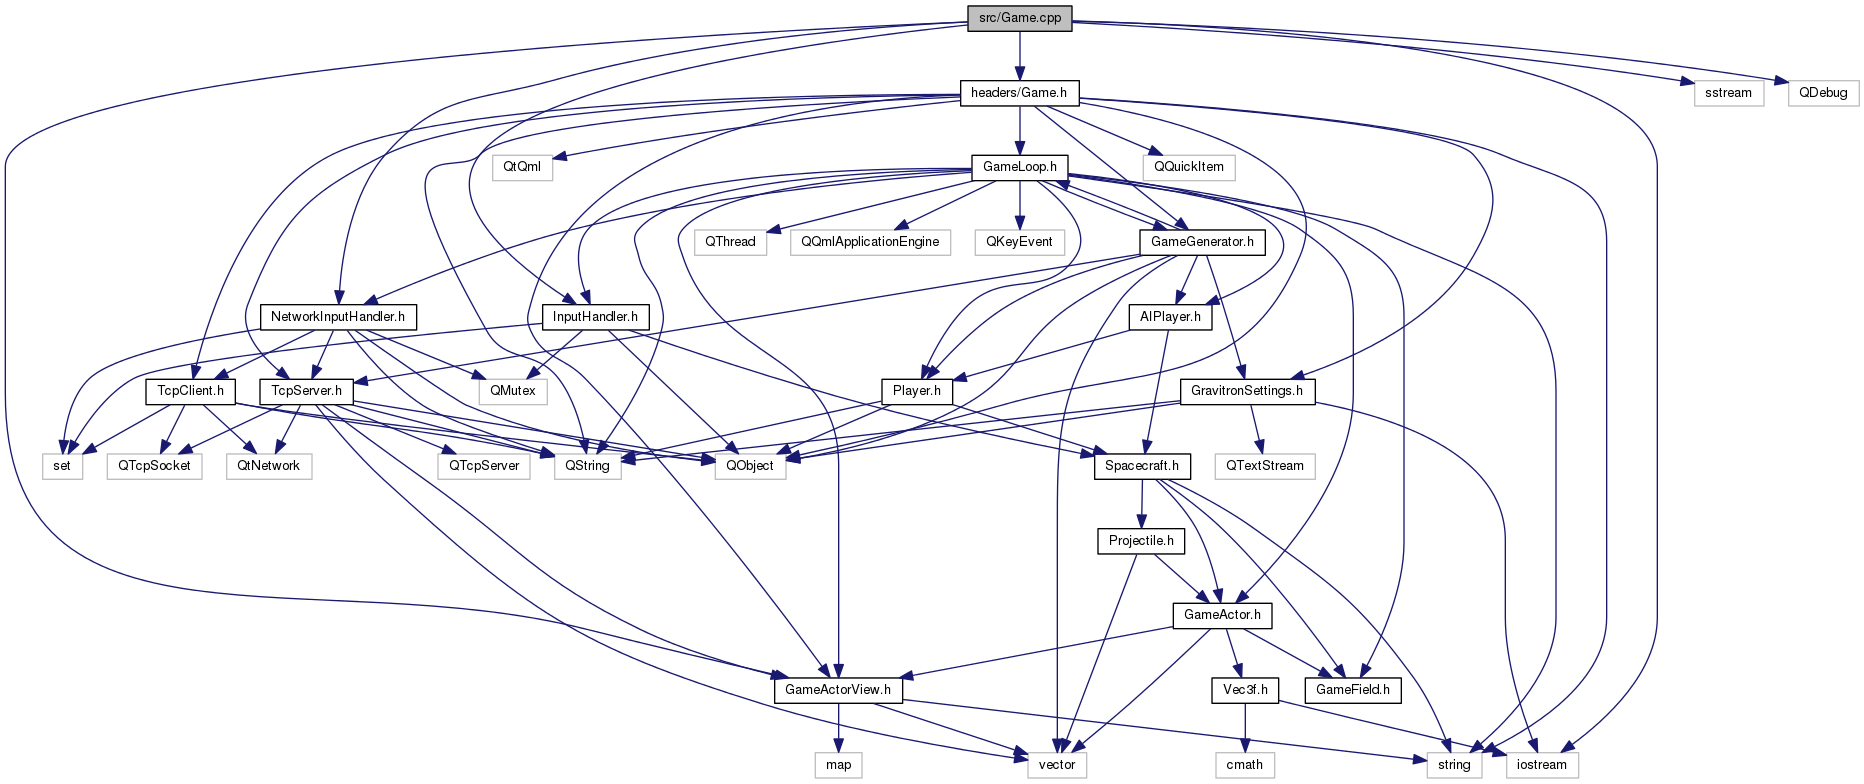 src/Game.cpp
headers/Game.h
sstream
QDebug
QtQml
GameLoop.h
QQuickItem
QThread
QQmlApplicationEngine
QKeyEvent
GameGenerator.h
NetworkInputHandler.h
InputHandler.h
AIPlayer.h
TcpClient.h
TcpServer.h
QMutex
Player.h
GravitronSettings.h
set
QTcpSocket
QtNetwork
QTcpServer
QString
QObject
Spacecraft.h
QTextStream
Projectile.h
GameActor.h
GameActorView.h
Vec3f.h
GameField.h
map
vector
cmath
string
iostream